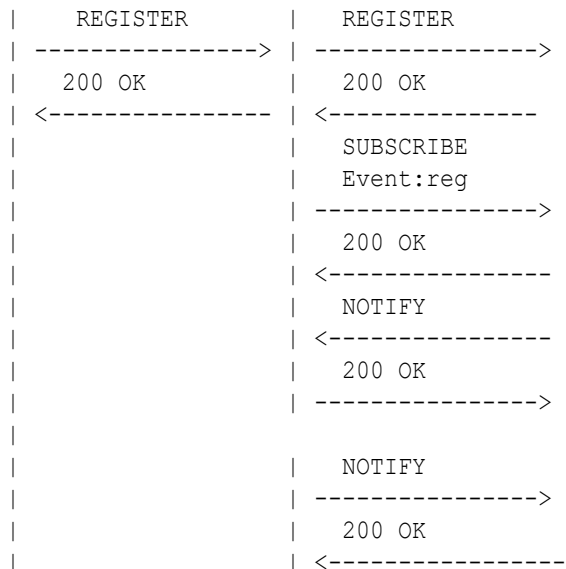 |    REGISTER     |   REGISTER
| ---------------> | --------------->
|   200 OK         |   200 OK
| <--------------- | <---------------
|                  |   SUBSCRIBE
|                  |   Event:reg
|                  | --------------->
|                  |   200 OK
|                  | <----------------
|                  |   NOTIFY
|                  | <----------------
|                  |   200 OK
|                  | --------------->
|
|                  |   NOTIFY
|                  | --------------->
|                  |   200 OK
|                  | <-----------------